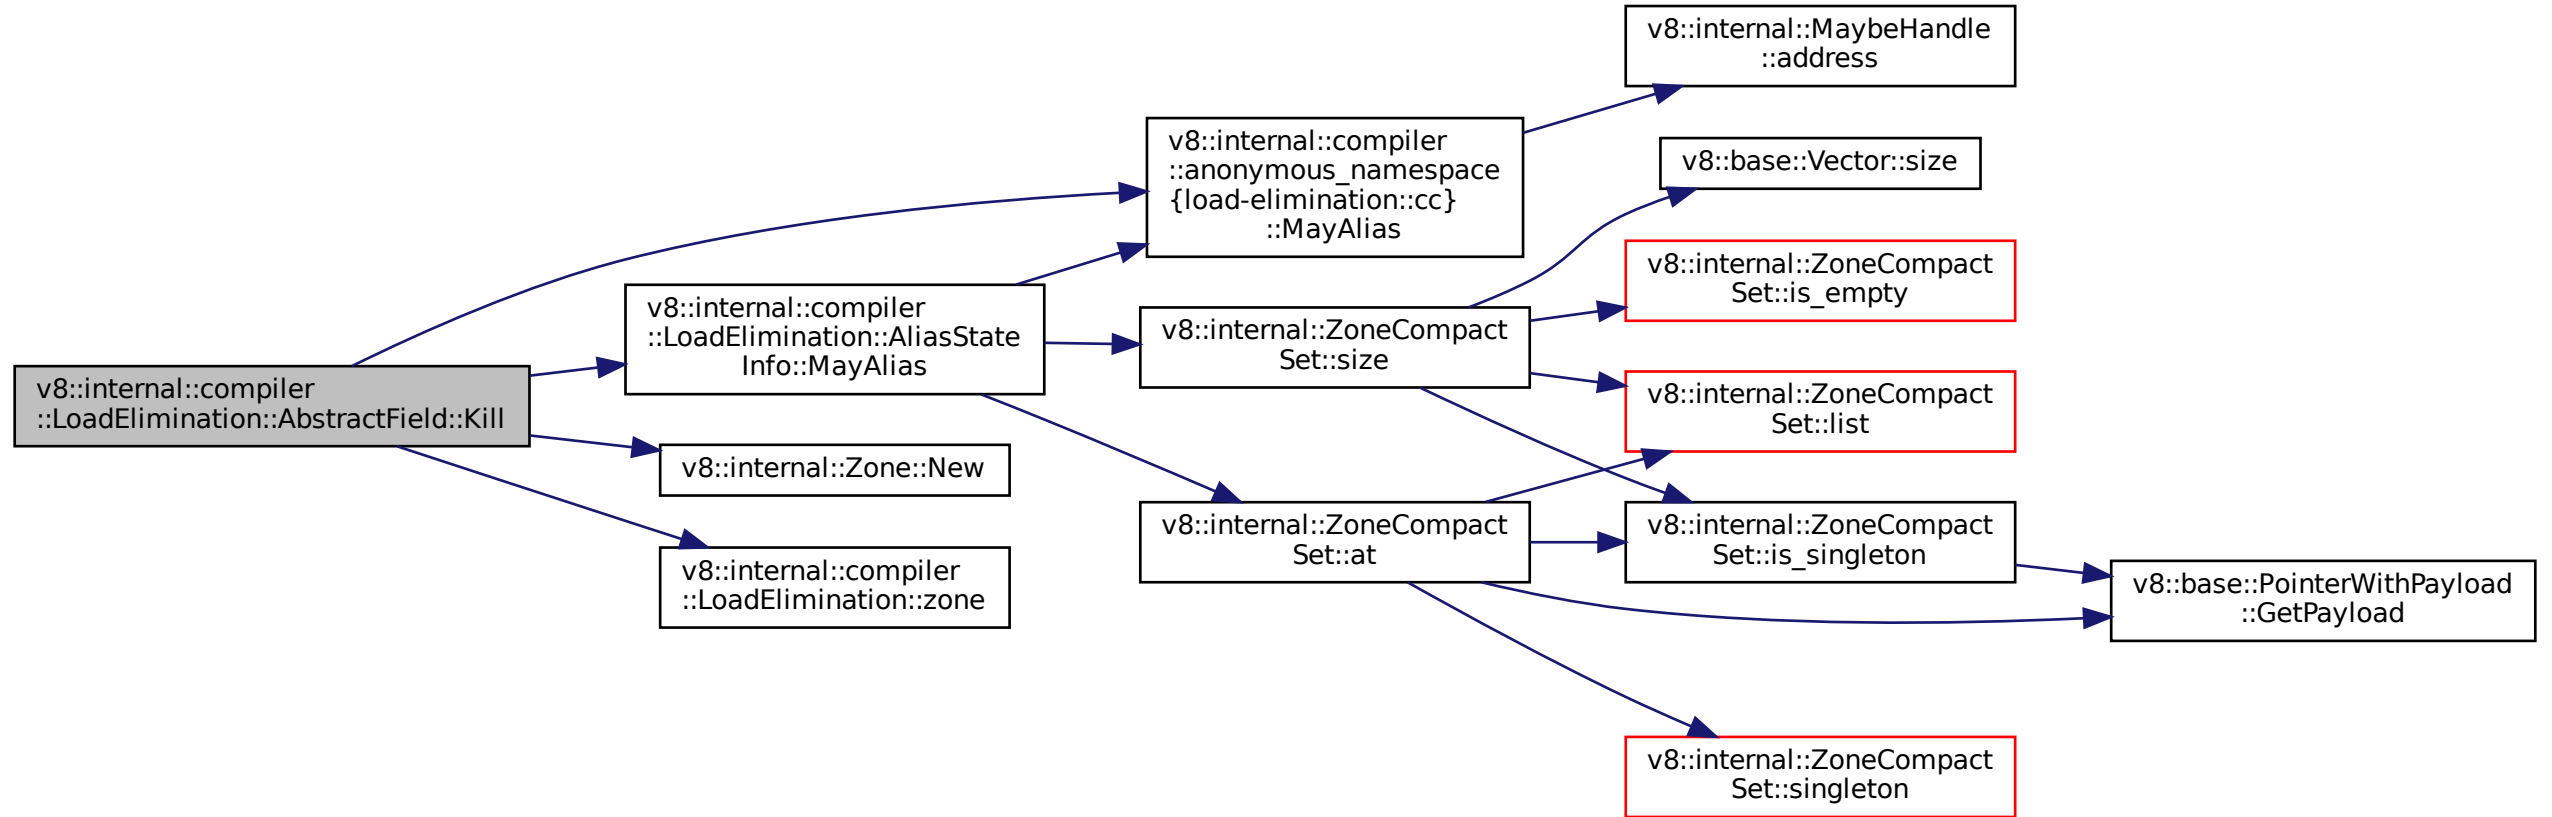 v8::internal::compiler
::LoadElimination::AbstractField::Kill
v8::internal::compiler
::anonymous_namespace
{load-elimination::cc}
::MayAlias
v8::internal::MaybeHandle
::address
v8::internal::compiler
::LoadElimination::AliasState
Info::MayAlias
v8::internal::ZoneCompact
Set::size
v8::base::Vector::size
v8::internal::ZoneCompact
Set::is_empty
v8::internal::ZoneCompact
Set::list
v8::internal::ZoneCompact
Set::is_singleton
v8::base::PointerWithPayload
::GetPayload
v8::internal::ZoneCompact
Set::at
v8::internal::ZoneCompact
Set::singleton
v8::internal::Zone::New
v8::internal::compiler
::LoadElimination::zone